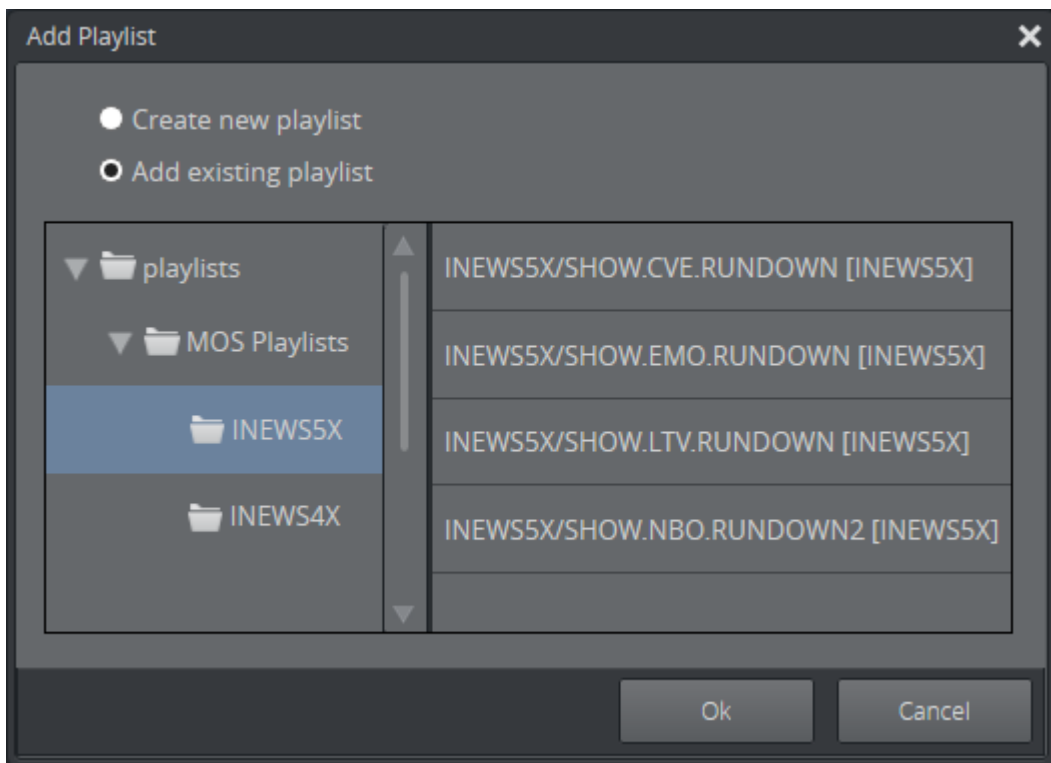 Add Playlist
Create new playlist
Add existing playlist
playlists
MOS Playlists
INEWS5X
INEWS4X
INEWS5X/SHOW.CVE.RUNDOWN [INEWS5X]
INEWS5X/SHOW.EMO.RUNDOWN [INEWS5X]
INEWS5X/SHOW.LTV.RUNDOWN [INEWS5X]
INEWS5X/SHOW.NBO.RUNDOWN2 [INEWS5X]
Ok
Cancel